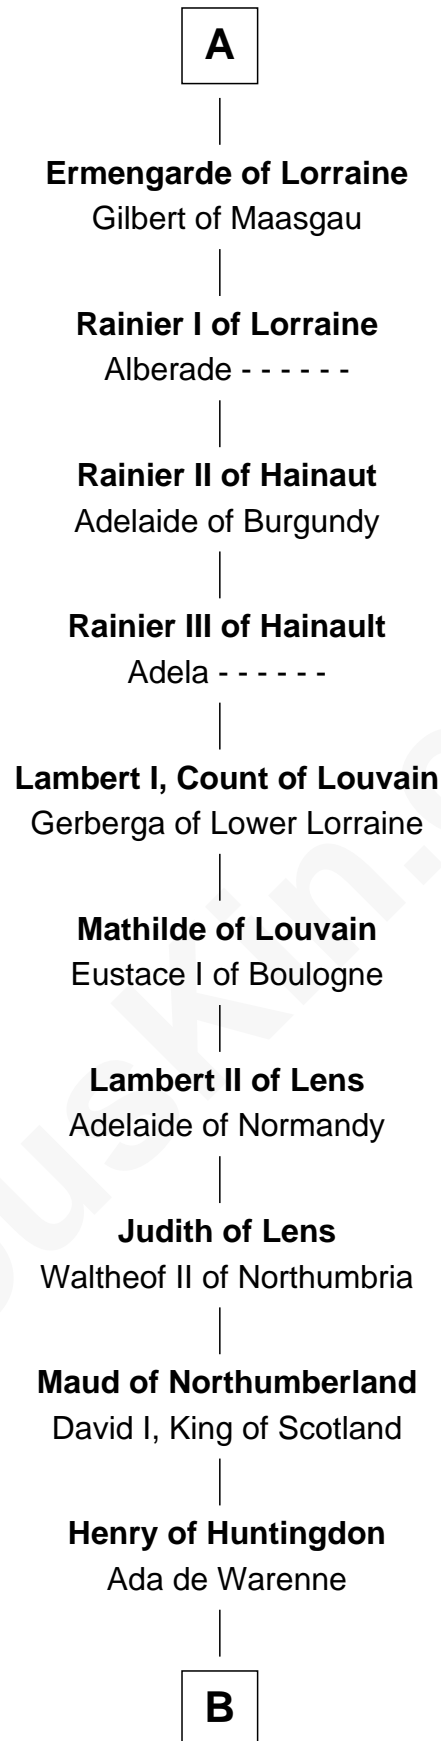 A
Ermengarde of Lorraine
Gilbert of Maasgau
Rainier I of Lorraine
Alberade - - - - - -
Rainier II of Hainaut
Adelaide of Burgundy
Rainier III of Hainault
Adela - - - - - -
Lambert I, Count of Louvain
Gerberga of Lower Lorraine
Mathilde of Louvain
Eustace I of Boulogne
Lambert II of Lens
Adelaide of Normandy
Judith of Lens
Waltheof II of Northumbria
Maud of Northumberland
David I, King of Scotland
Henry of Huntingdon
Ada de Warenne
B